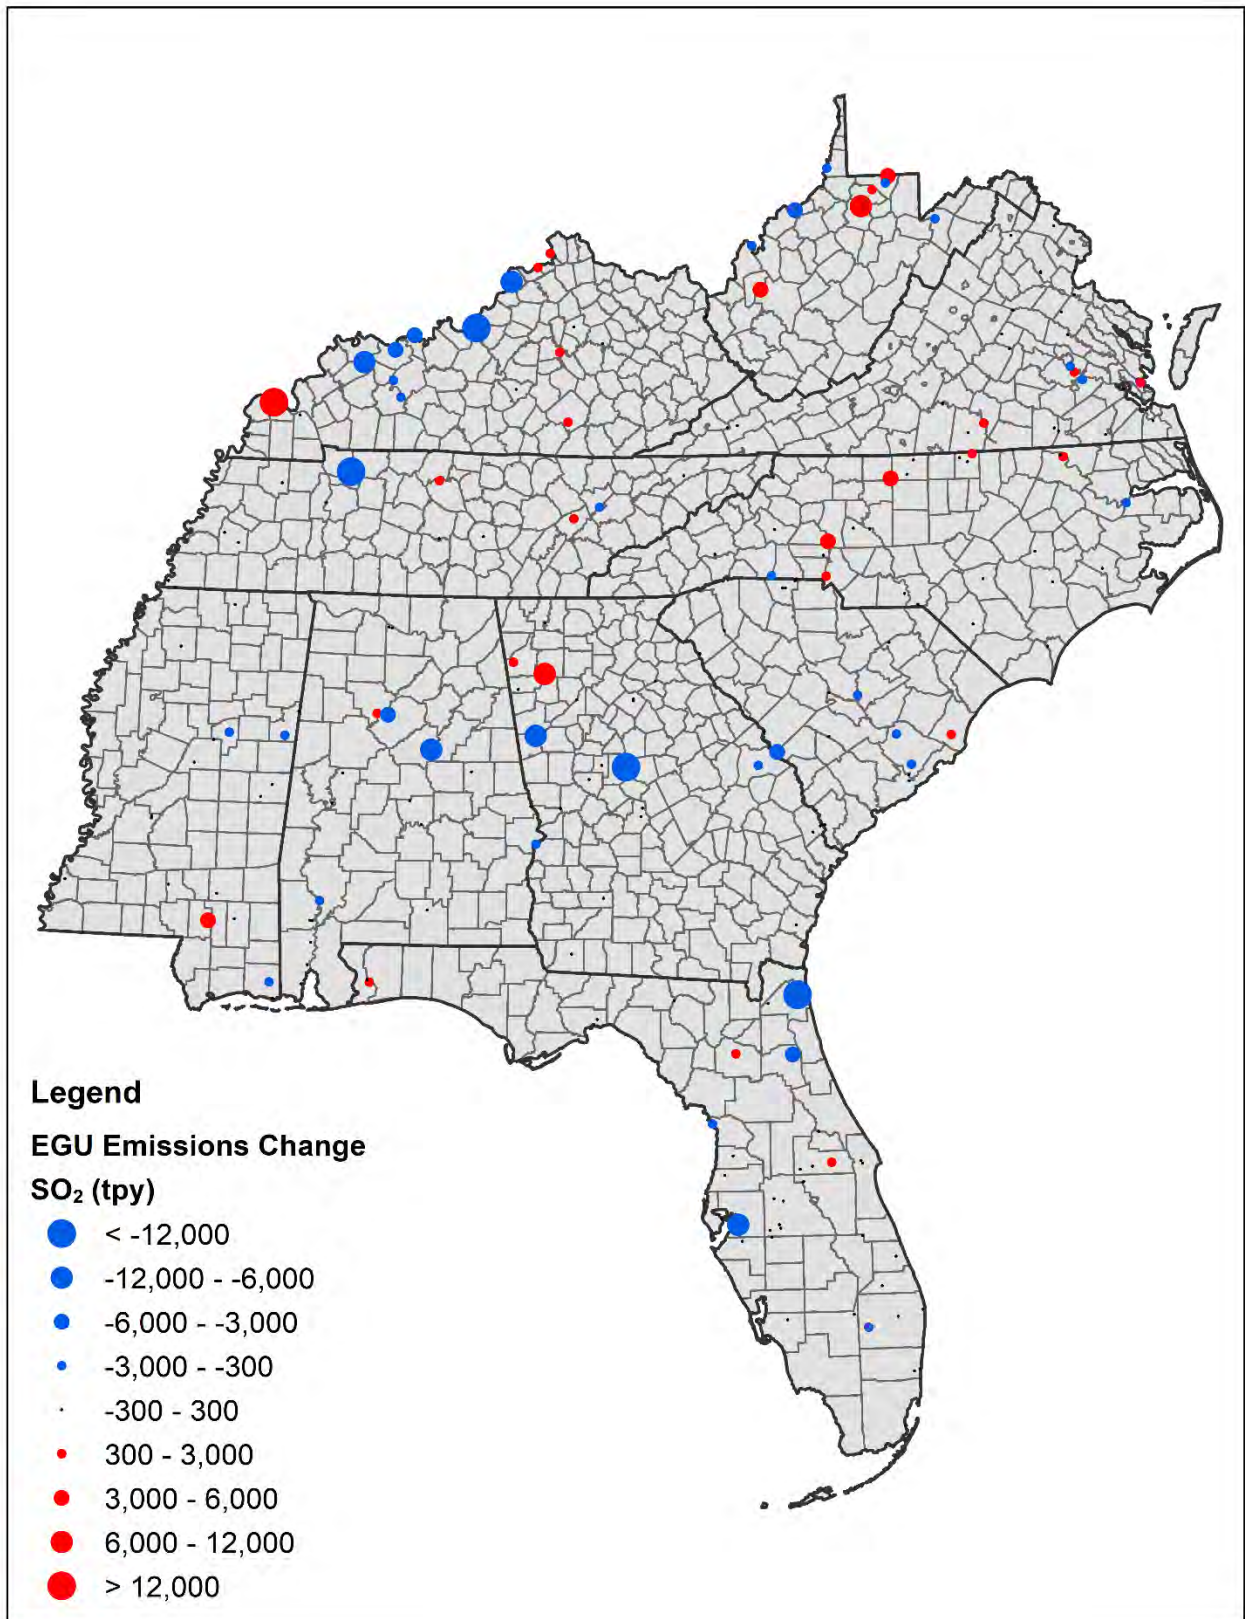 Legend
EGU Emissions Change
SO₂ (tpy)
< -12,000
-12,000 - -6,000
-6,000 - -3,000
-3,000 - -300
-300 - 300
300 - 3,000
3,000 - 6,000
6,000 - 12,000
> 12,000